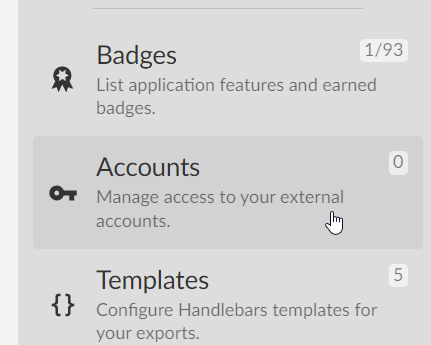 Badges
1/93
List application features and earned
badges.
Accounts
0
Manage access to your external
accounts.
Templates
5
Configure Handlebars templates for
your exports.